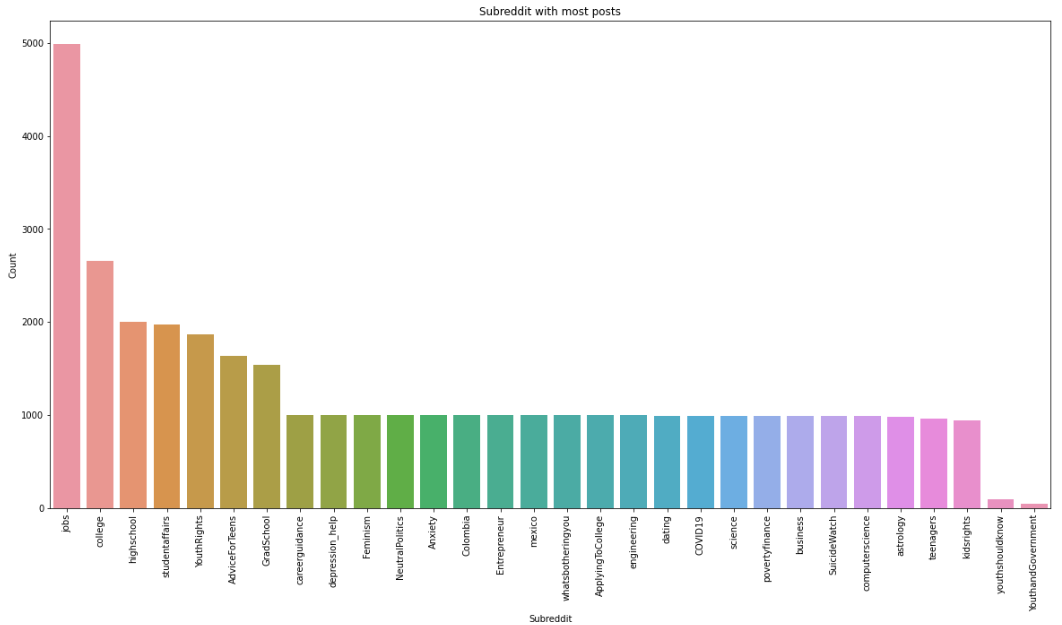 Subreddit with most posts
5000
4000
3000
2000
1000
0
Count
jobs
college
highschool
studentaffairs
YouthRights
AdviceForTeens
GradSchool
careerguidance
depression_help
Feminism
NeutralPolitics
Anxiety
Colombia
Entrepreneur
mexico
whatsbotheringyou
ApplyingToCollege
engineering
dating
COVID19
science
povertyfinance
business
SuicideWatch
computerscience
astrology
teenagers
kidsrights
youthshouldknow
YouthandGovernment
Subreddit